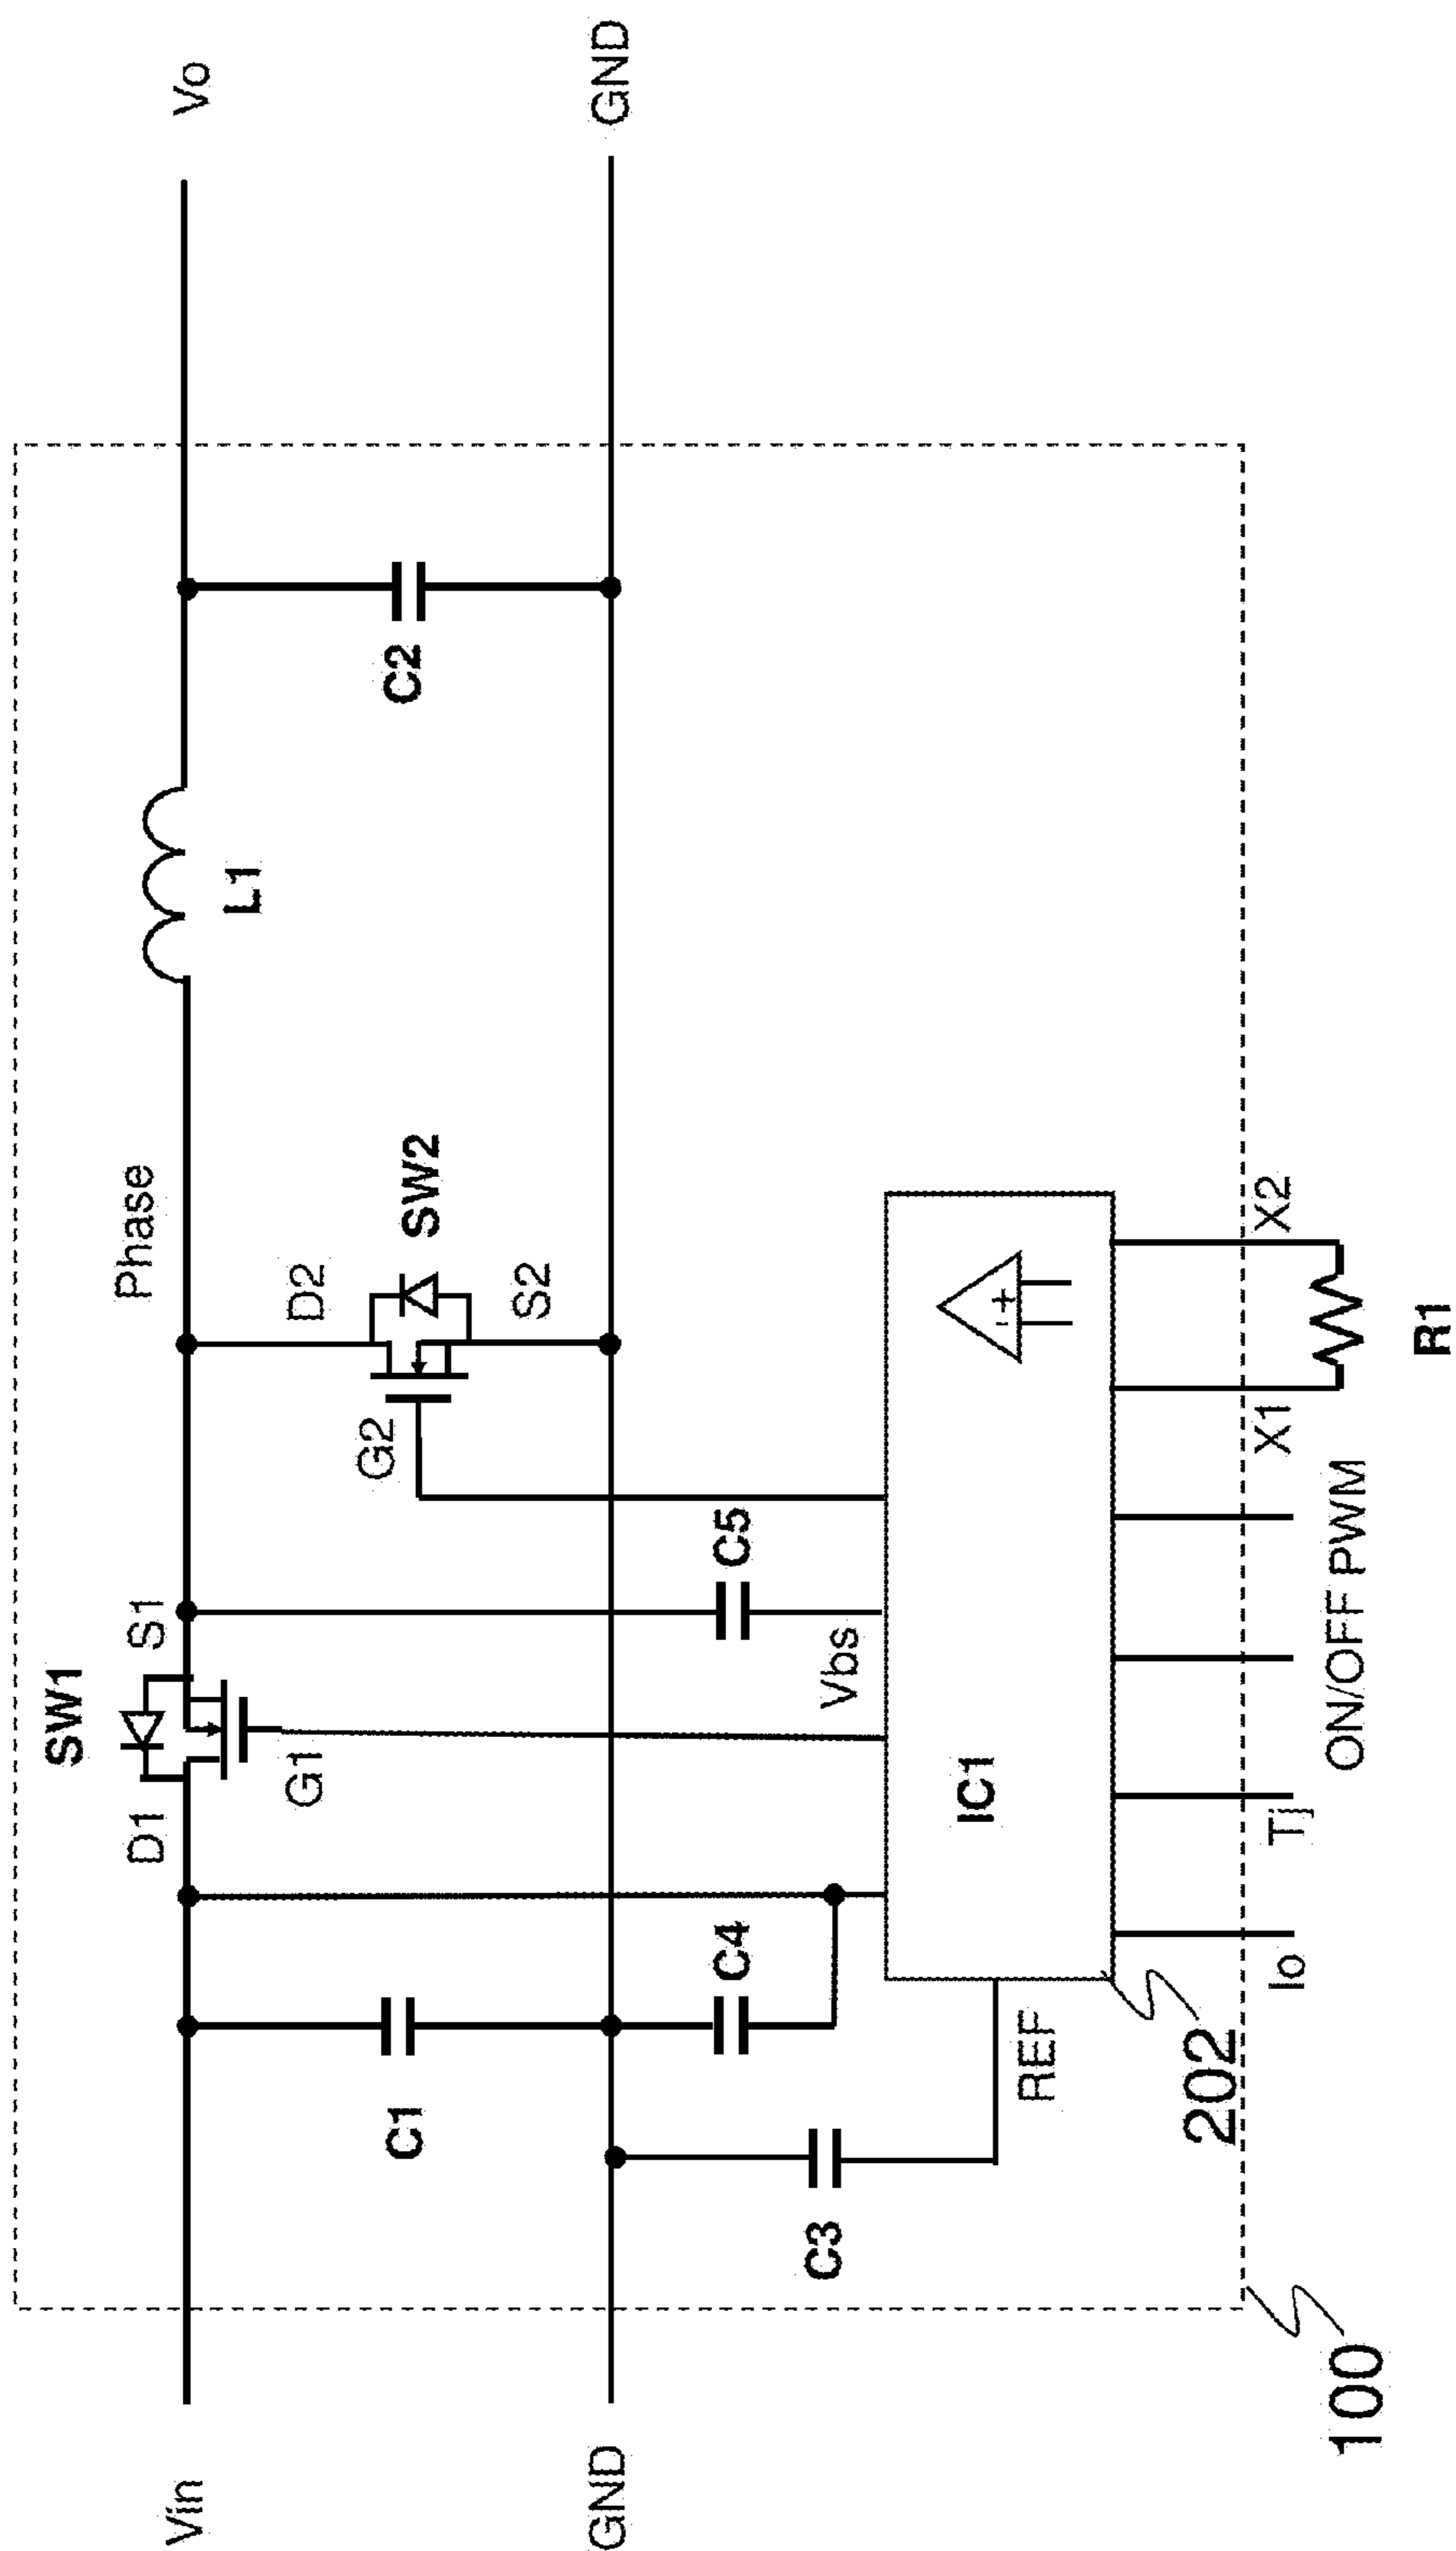 SW1
Vin
D1
S1
Phase
Vo
G1
L1
D2
G2
SW2
C1
C2
S2
GND
GND
C4
C5
C3
Vbs
IC1
- +
REF
202
Io
Tj
X1
X2
ON/OFF PWM
100
R1